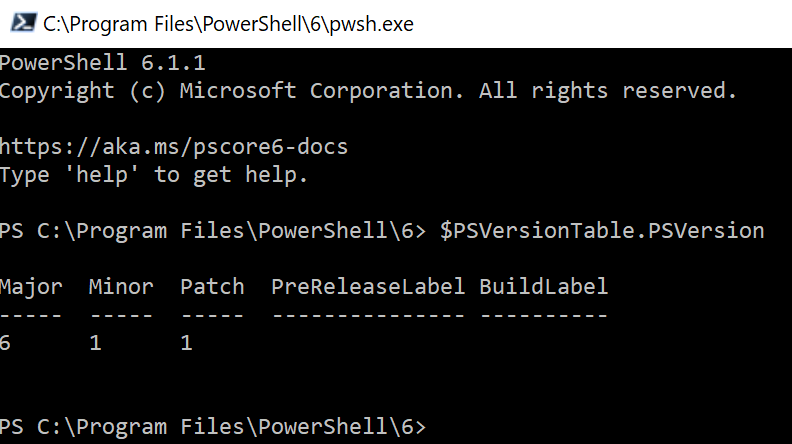 C:\Program Files\PowerShell\6\pwsh.exe
PowerShell 6.1.1
Copyright (c) Microsoft Corporation. All rights reserved.
https://aka.ms/pscore6-docs
Type 'help' to get help.
PS C:\Program Files\PowerShell\6> $PSVersionTable.PSVersion
Major  Minor  Patch  PreReleaseLabel BuildLabel
-----  -----  -----  --------------- ----------
6      1      1
PS C:\Program Files\PowerShell\6>